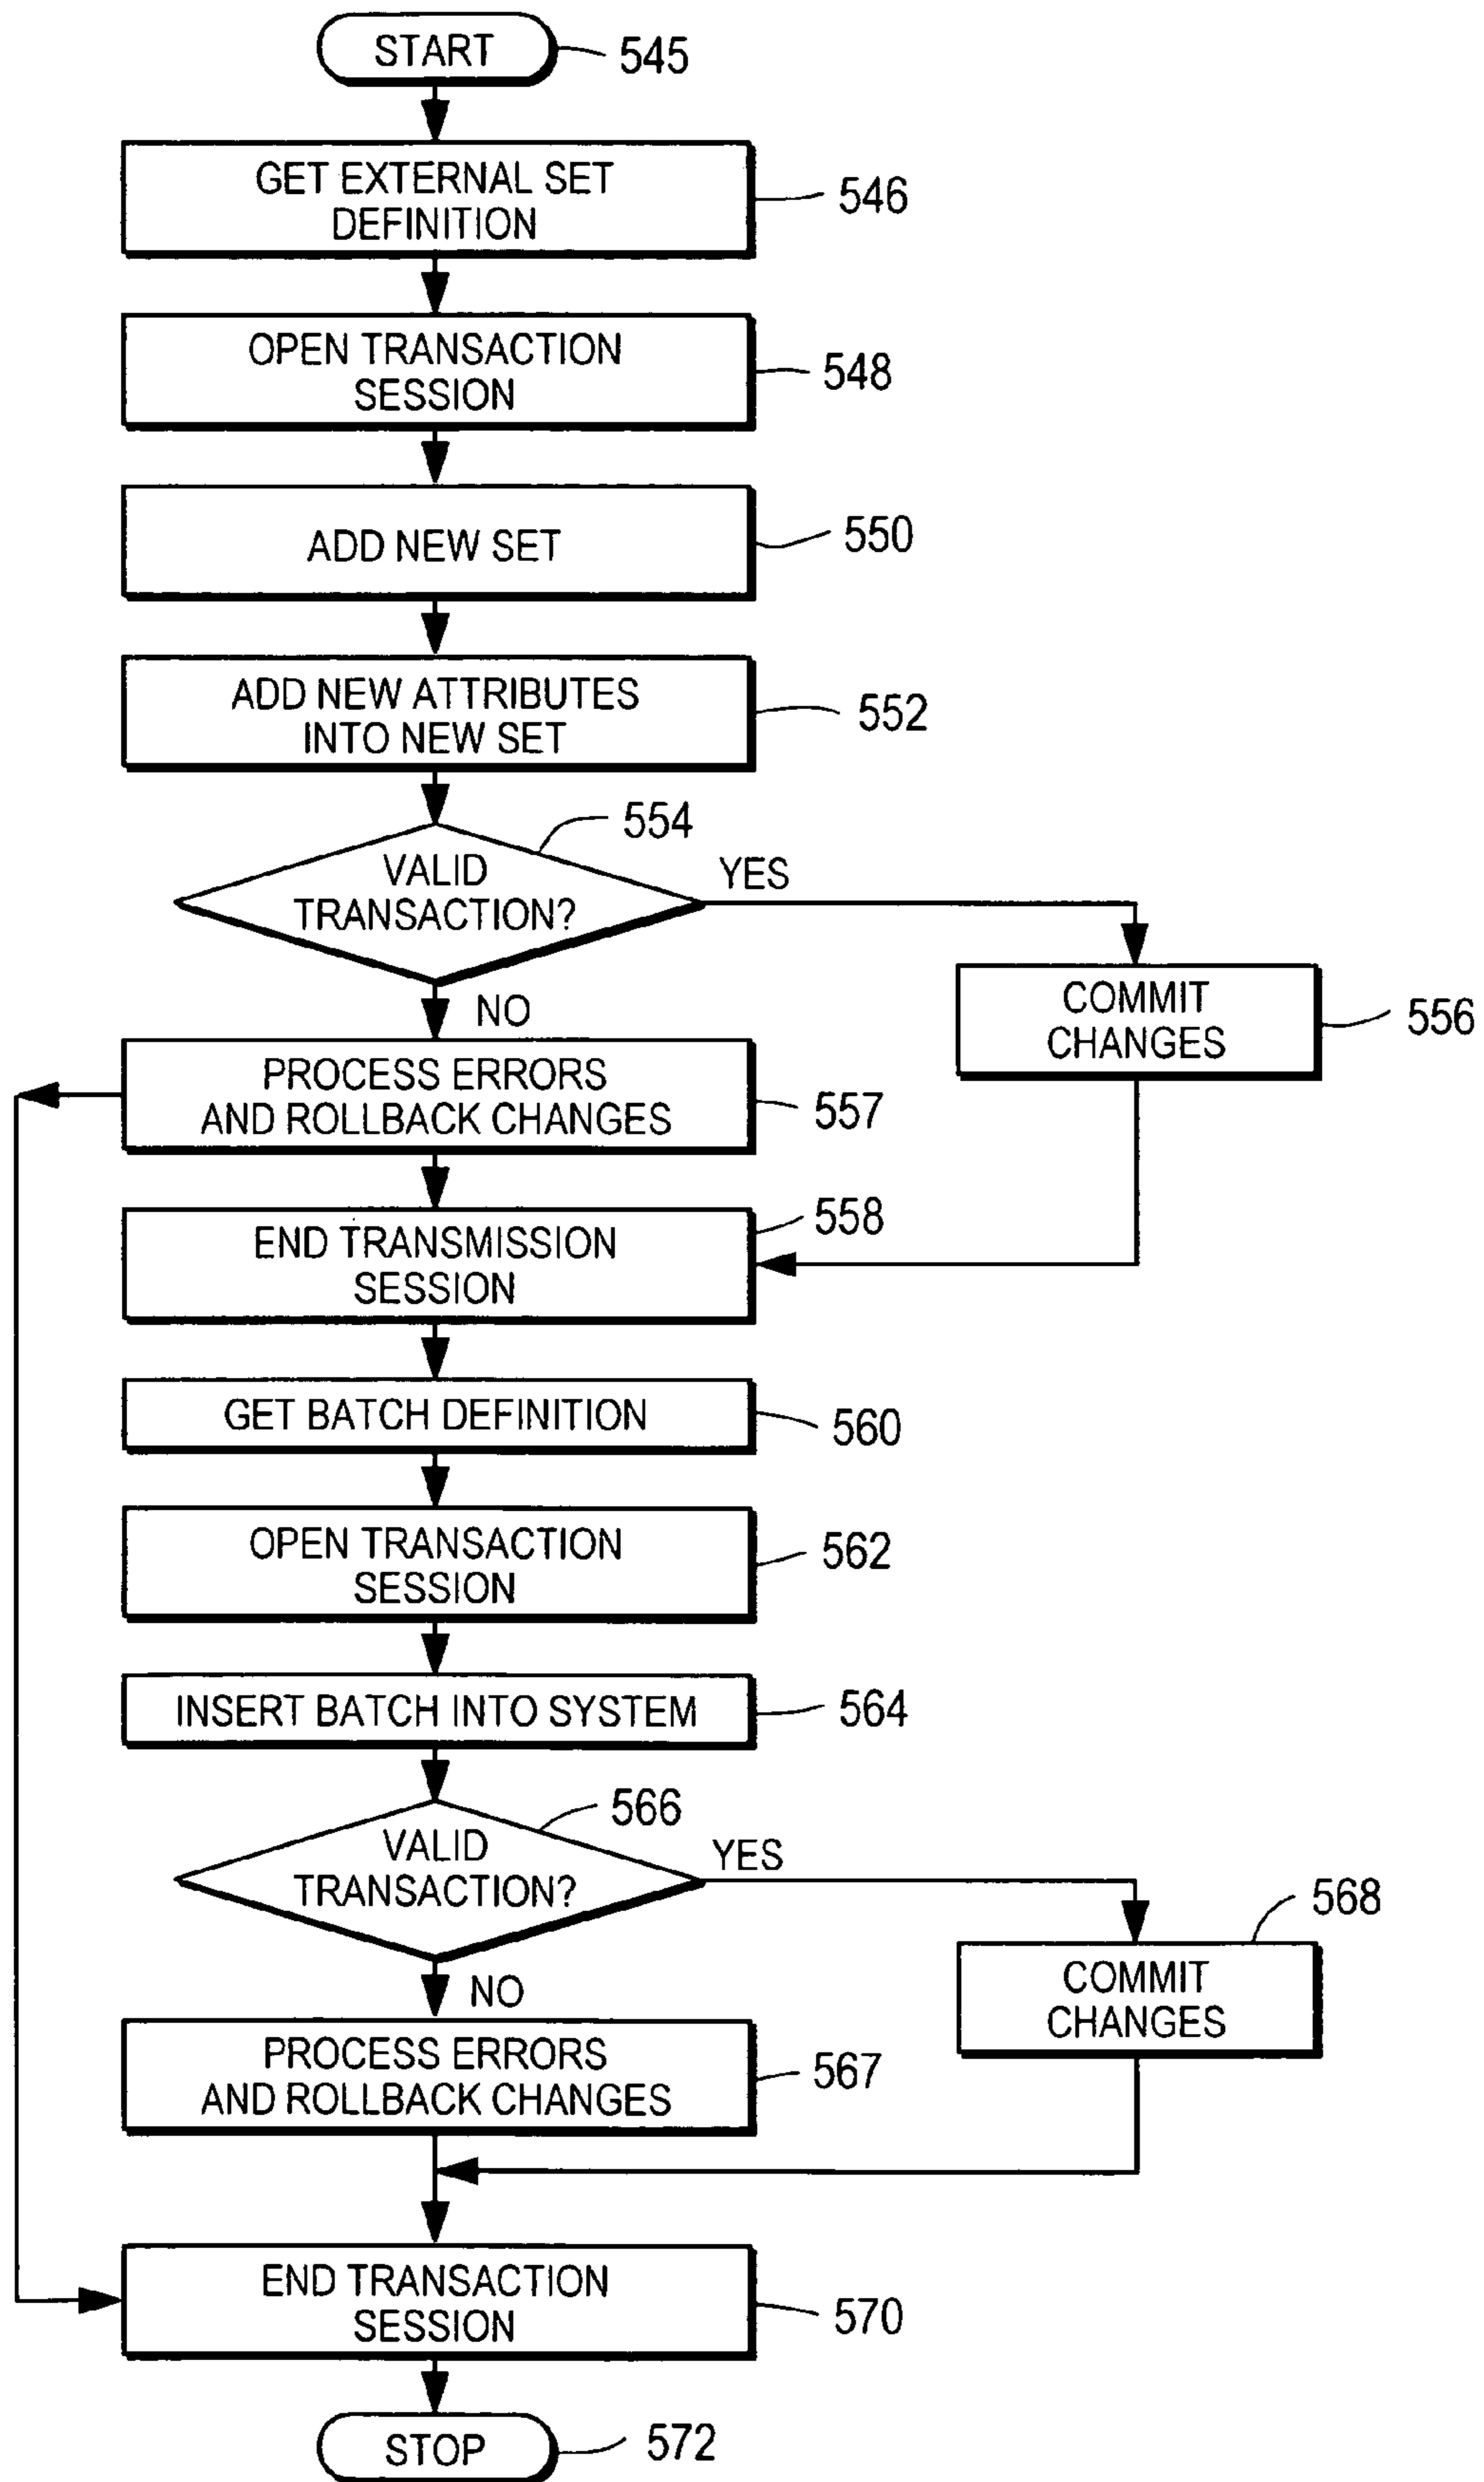 START
545
GET EXTERNAL SET
DEFINITION
546
OPEN TRANSACTION
SESSION
548
ADD NEW SET
550
ADD NEW ATTRIBUTES
INTO NEW SET
552
554
VALID
TRANSACTION?
YES
NO
COMMIT
CHANGES
556
PROCESS ERRORS
AND ROLLBACK CHANGES
557
END TRANSMISSION
SESSION
558
GET BATCH DEFINITION
560
OPEN TRANSACTION
SESSION
562
INSERT BATCH INTO SYSTEM
564
566
VALID
TRANSACTION?
YES
NO
568
COMMIT
CHANGES
PROCESS ERRORS
AND ROLLBACK CHANGES
567
END TRANSACTION
SESSION
570
STOP
572